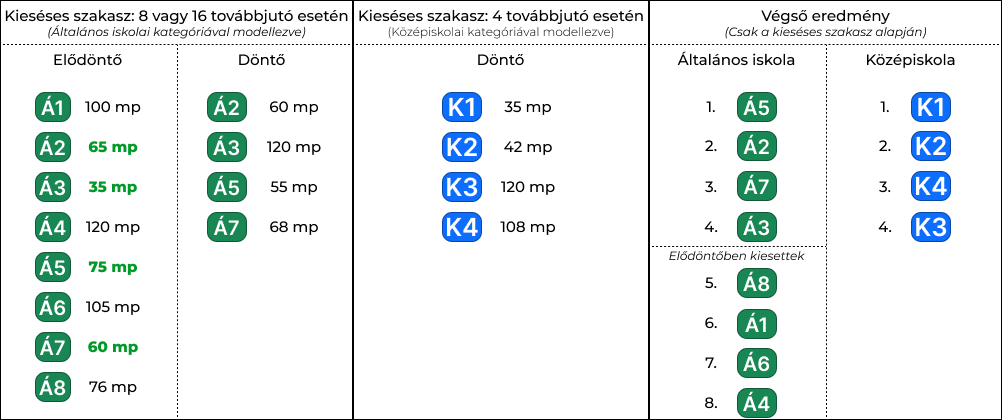 Kieséses szakasz: 8 vagy 16 továbbjutó esetén
(Általános iskolai kategóriával modellezve)
Elődöntő
Á1 100 mp
Á2 65 mp
Á3 35 mp
Á4 120 mp
Á5 75 mp
Á6 105 mp
Á7 60 mp
Á8 76 mp
Döntő
Á2 60 mp
Á3 120 mp
Á5 55 mp
Á7 68 mp
Kieséses szakasz: 4 továbbjutó esetén
(Középiskolai kategóriával modellezve)
Döntő
K1 35 mp
K2 42 mp
K3 120 mp
K4 108 mp
Végső eredmény
(Csak a kieséses szakasz alapján)
Általános iskola
1. Á5
2. Á2
3. Á7
4. Á3
Elődöntőben kiesettek
5. Á8
6. Á1
7. Á6
8. Á4
Középiskola
1. K1
2. K2
3. K4
4. K3